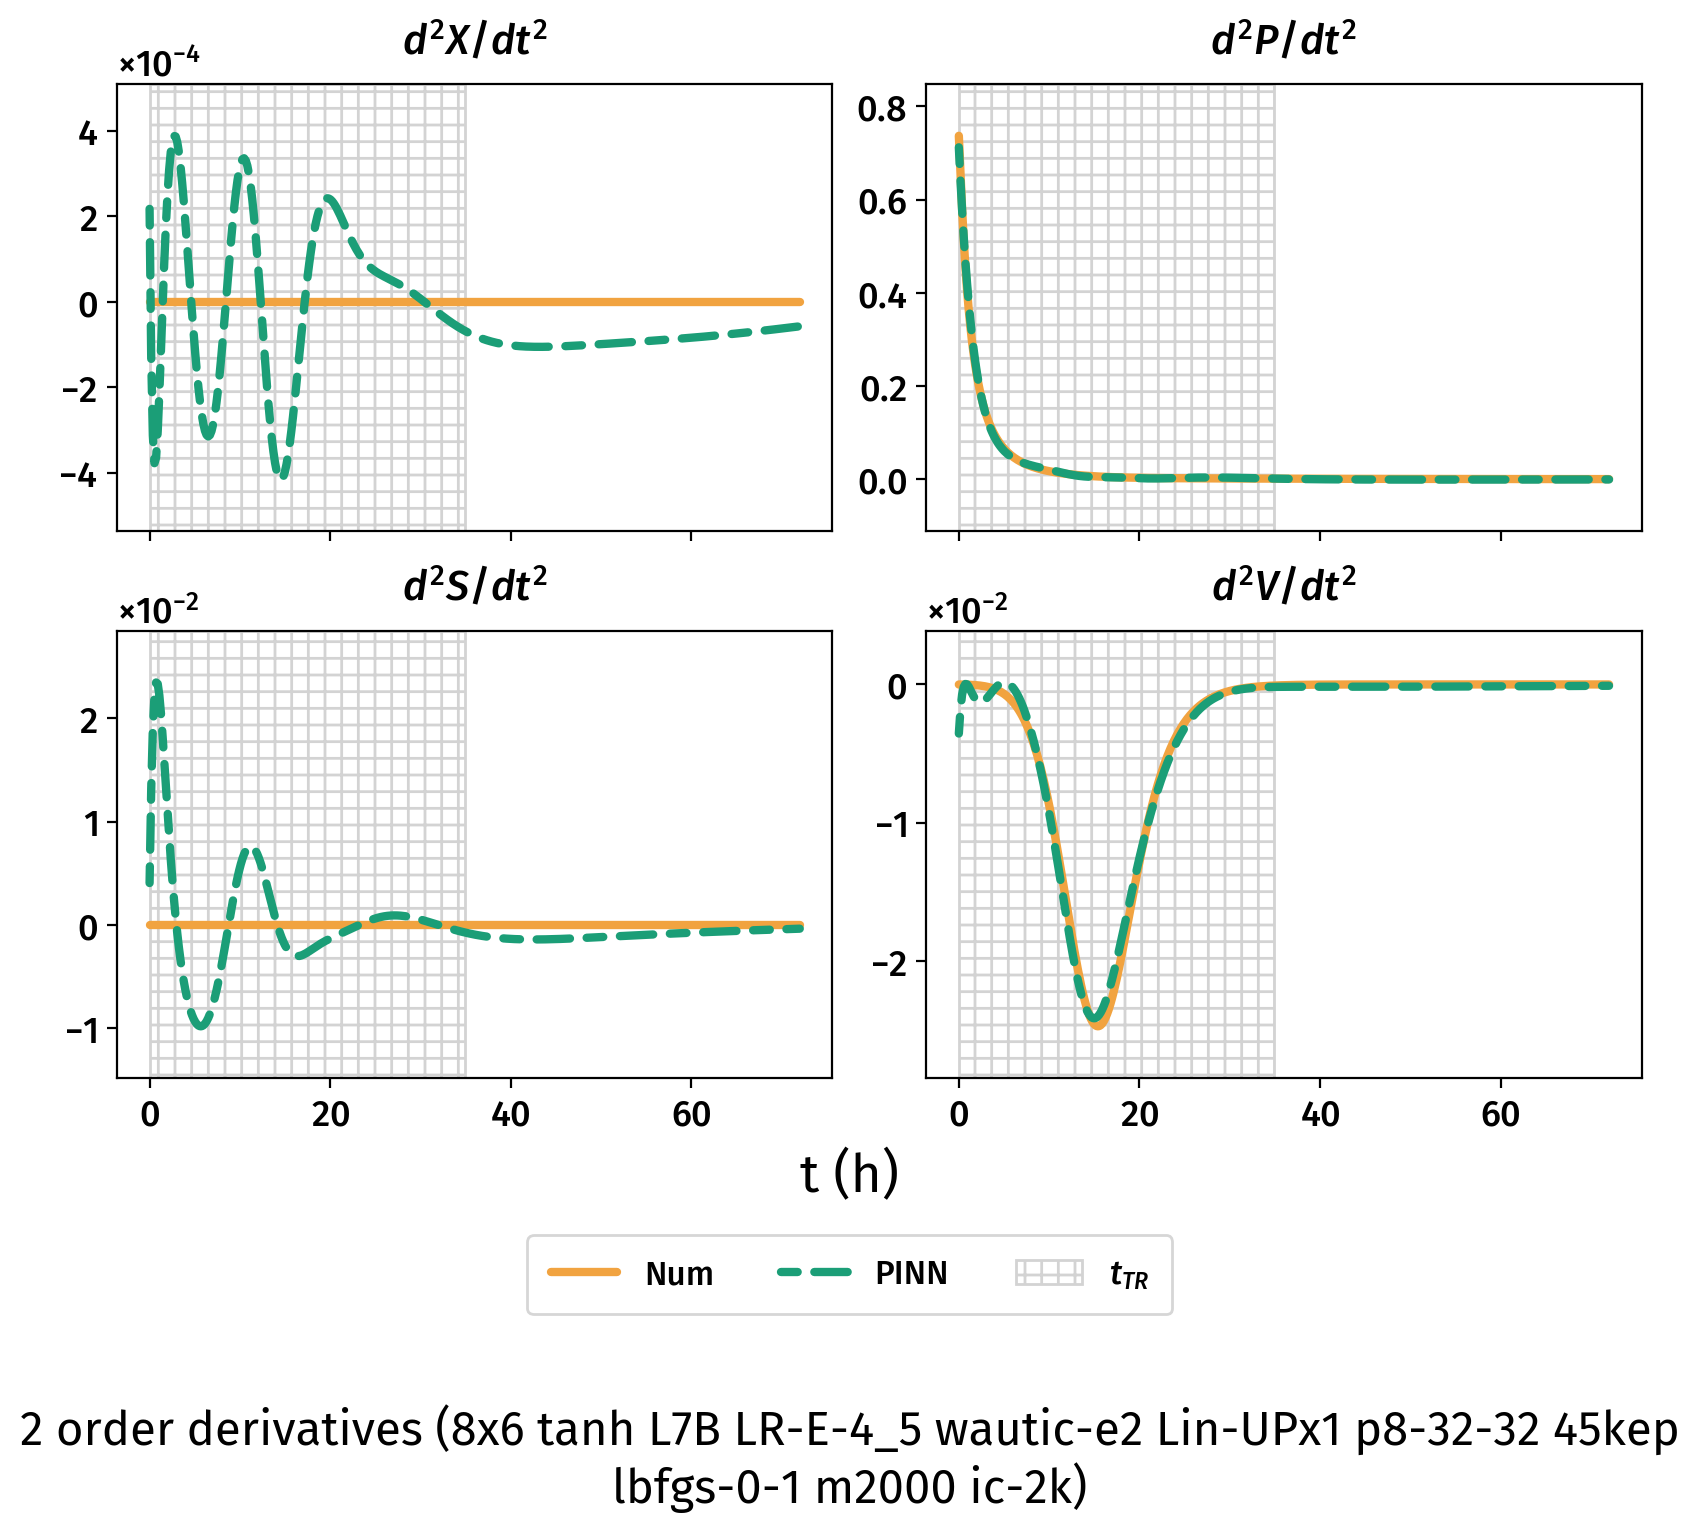 d²X/dt²
×10⁻⁴
4
2
0
−2
−4
d²P/dt²
0.8
0.6
0.4
0.2
0.0
d²S/dt²
×10⁻²
2
1
0
−1
0 20 40 60
d²V/dt²
×10⁻²
0
−1
−2
0 20 40 60
t (h)
Num PINN t_TR
2 order derivatives (8x6 tanh L7B LR-E-4_5 wautic-e2 Lin-UPx1 p8-32-32 45kep
lbfgs-0-1 m2000 ic-2k)